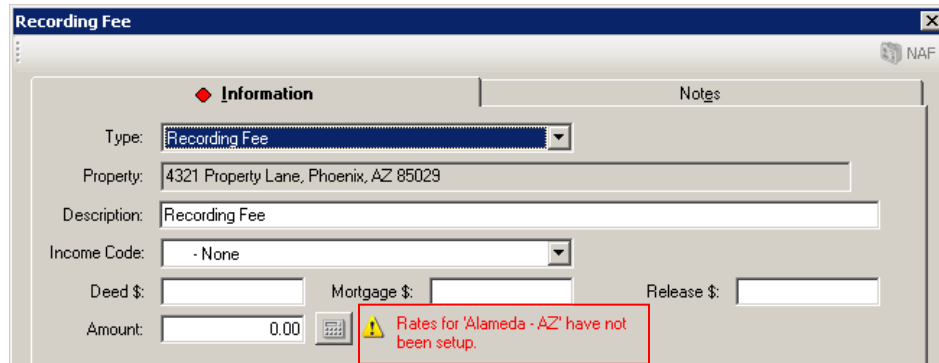 Recording Fee
NAF
Information Notes
Type: Recording Fee
Property: 4321 Property Lane, Phoenix, AZ 85029
Description: Recording Fee
Income Code: - None
Deed $: Mortgage $: Release $:
Amount: 0.00 Rates for 'Alameda - AZ' have not
been setup.